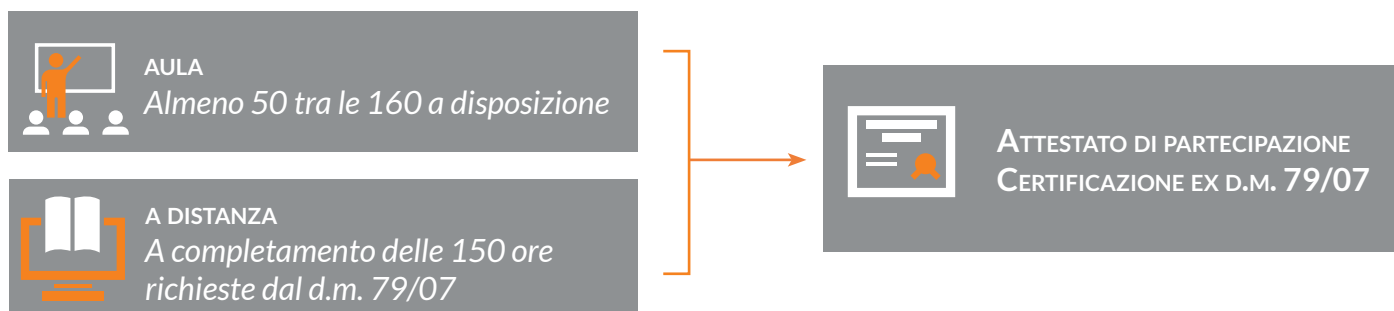 AULA
Almeno 50 tra le 160 a disposizione
A DISTANZA
A completamento delle 150 ore
richieste dal d.m. 79/07
ATTESTATO DI PARTECIPAZIONE
CERTIFICAZIONE EX D.M. 79/07